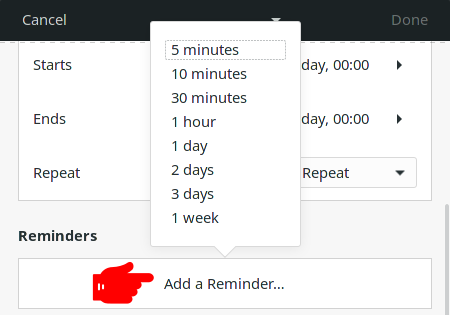 Cancel
Done
5 minutes
10 minutes
30 minutes
1 hour
1 day
2 days
3 days
1 week
Starts
day, 00:00
Ends
day, 00:00
Repeat
Repeat
Reminders
Add a Reminder...